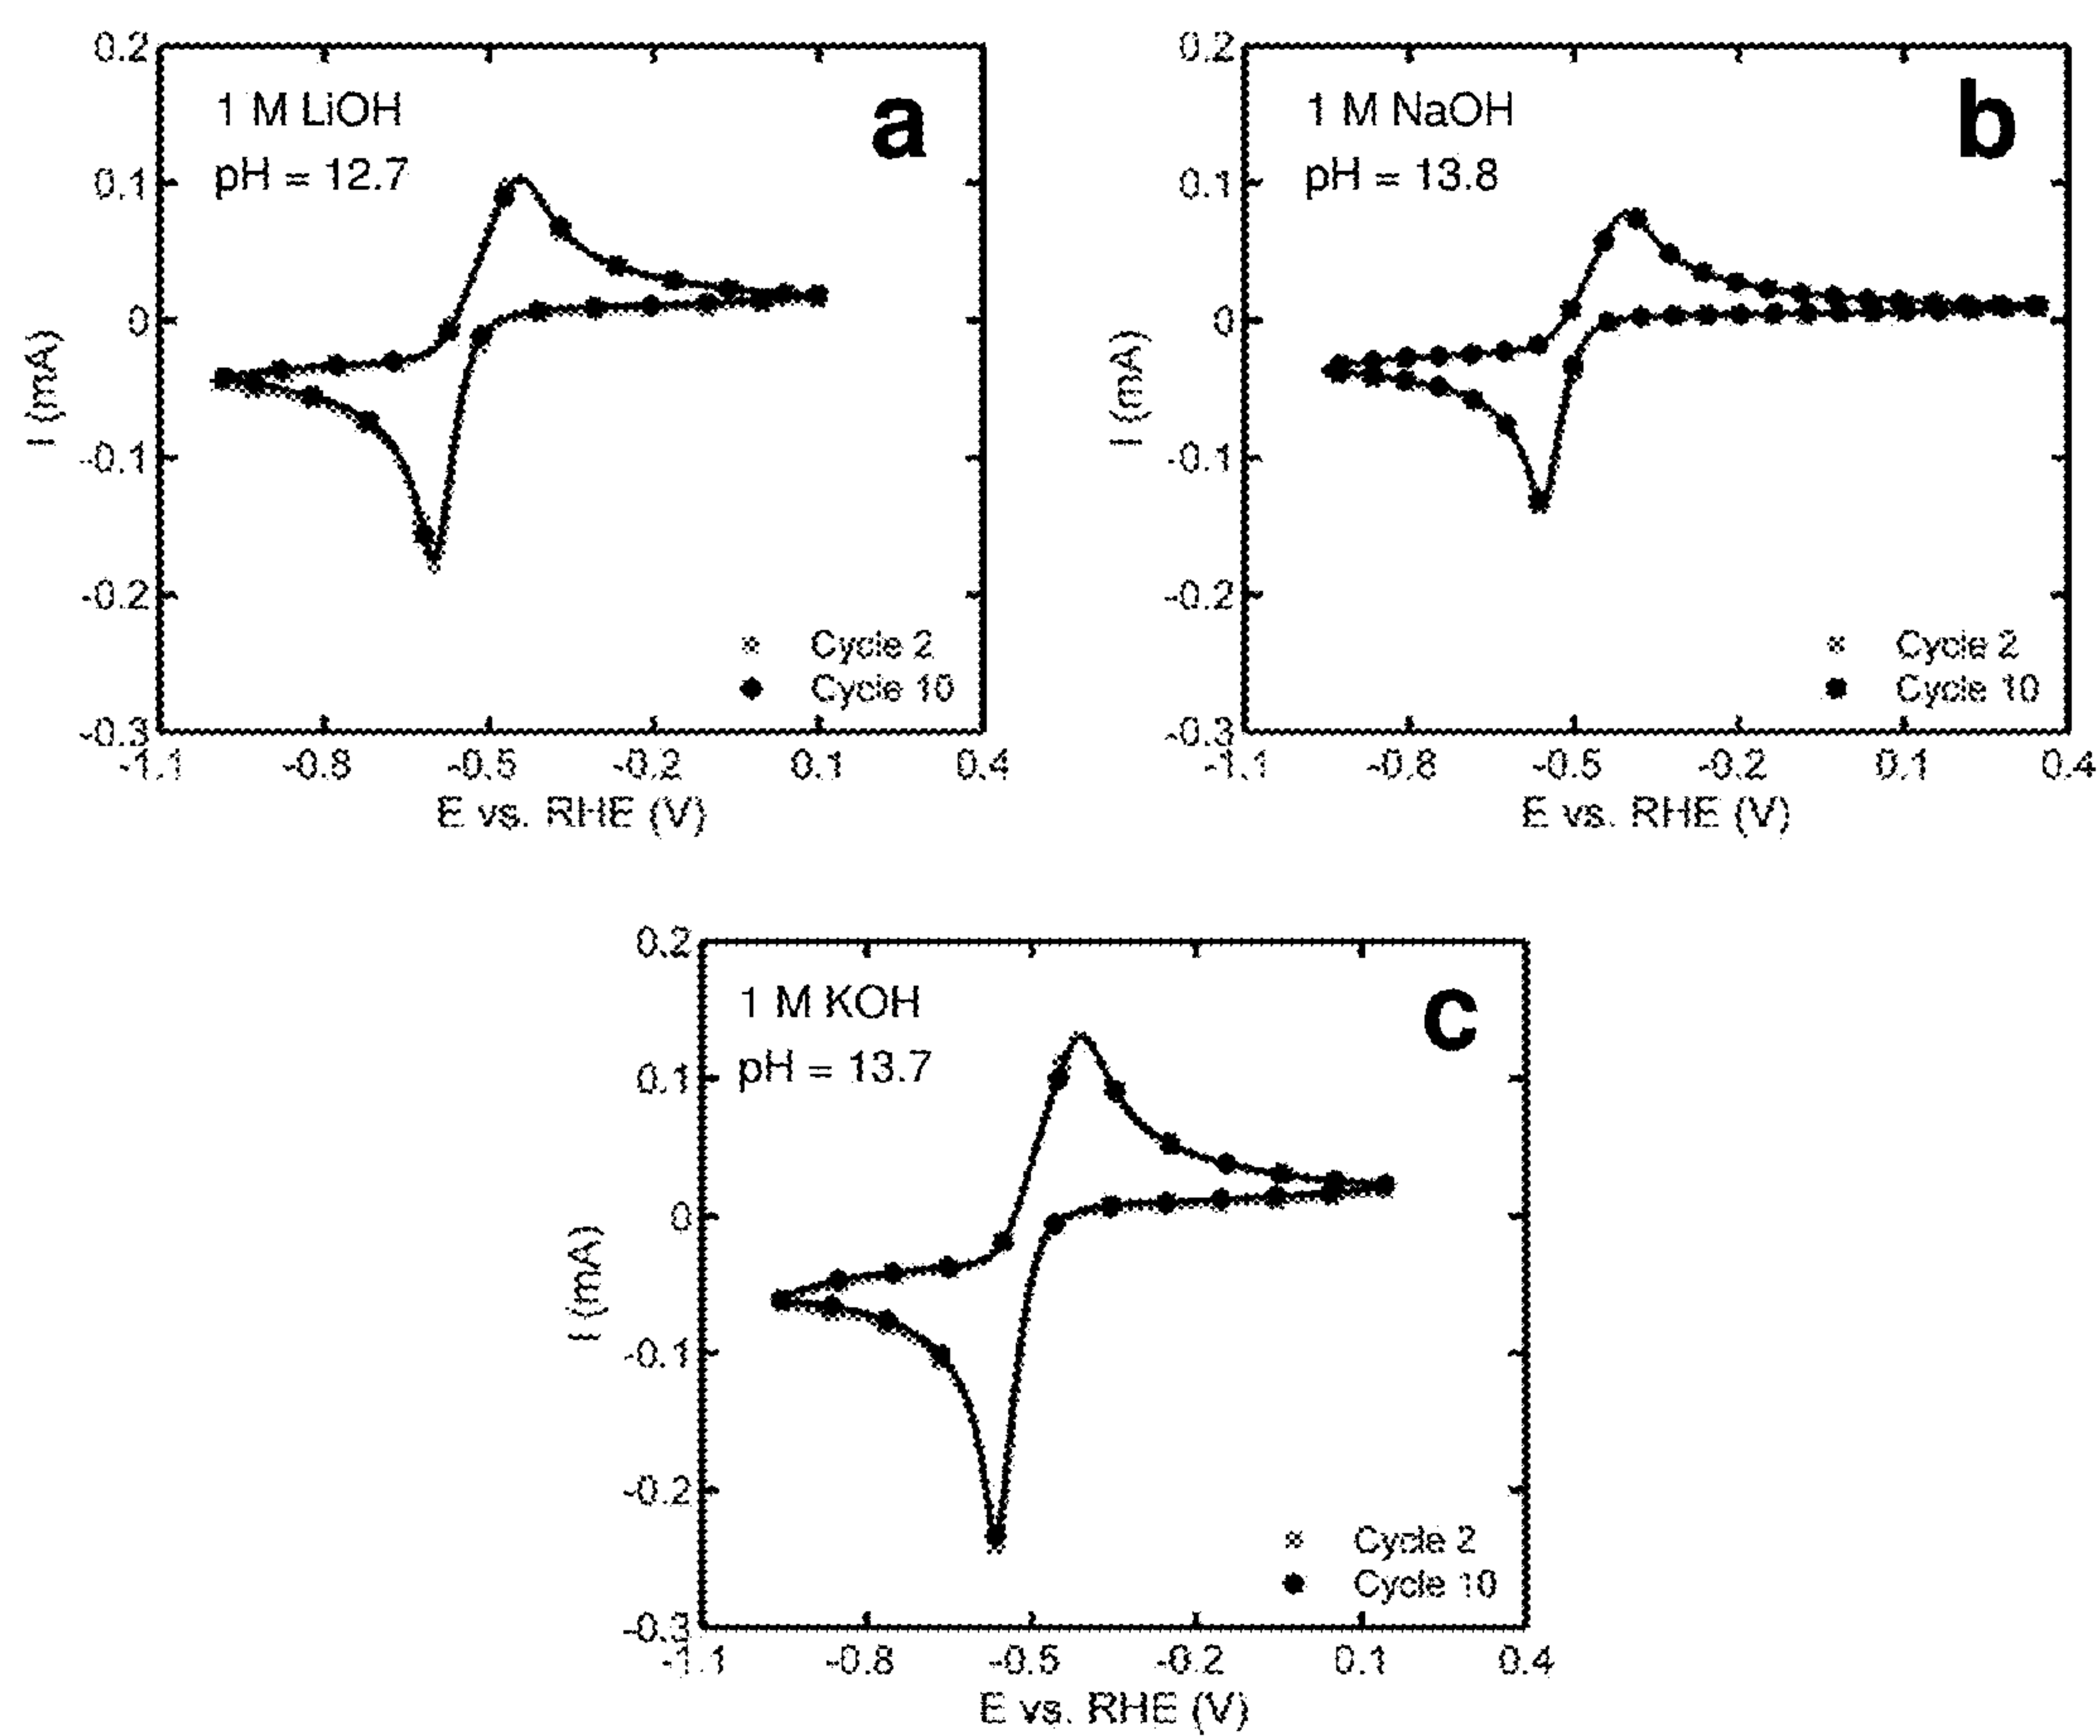 a
1 M LiOH
pH = 12.7
0.2
0.1
0
-0.1
-0.2
-0.3
I (mA)
Cycle 2
Cycle 10
-1.1 -0.8 -0.5 -0.2 0.1 0.4
E vs. RHE (V)
b
1 M NaOH
pH = 13.8
0.2
0.1
0
-0.1
-0.2
-0.3
I (mA)
Cycle 2
Cycle 10
-1.1 -0.8 -0.5 -0.2 0.1 0.4
E vs. RHE (V)
c
1 M KOH
pH = 13.7
0.2
0.1
0
-0.1
-0.2
-0.3
I (mA)
Cycle 2
Cycle 10
-1.1 -0.8 -0.5 -0.2 0.1 0.4
E vs. RHE (V)